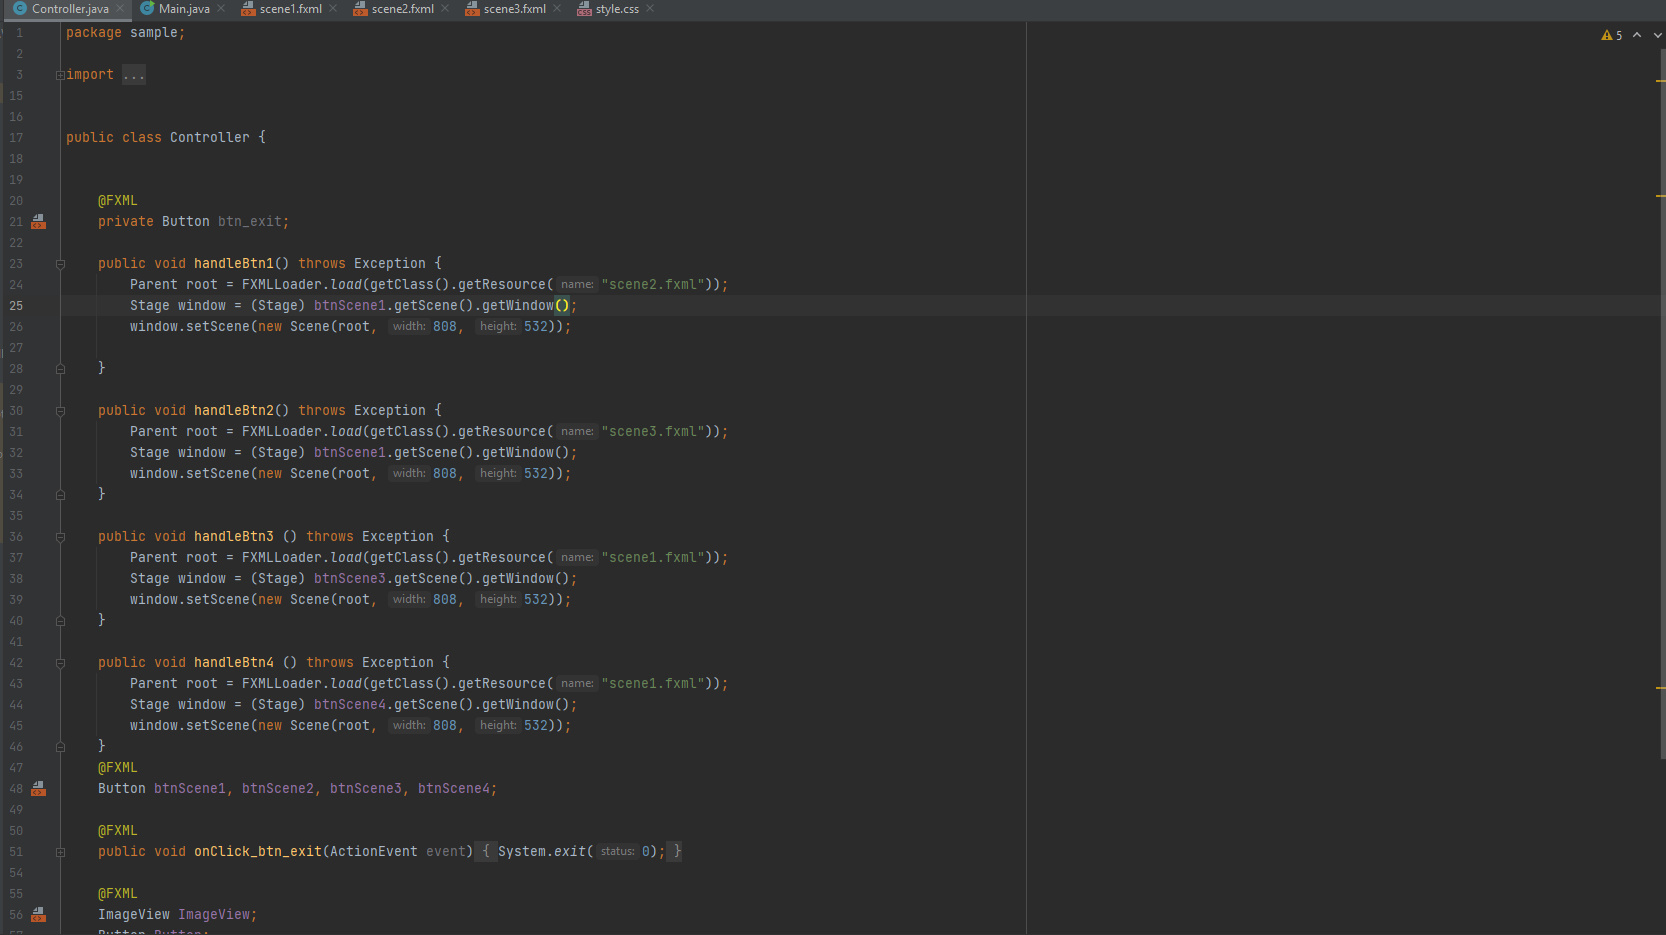 Controller.java Main.java scene1.fxml scene2.fxml scene3.fxml style.css
1 package sample;
5
2
3 import ...
15
16
17 public class Controller {
18
19
20 @FXML
21 private Button btn_exit;
22
23 public void handleBtn1() throws Exception {
24 Parent root = FXMLLoader.load(getClass().getResource( name: "scene2.fxml"));
25 Stage window = (Stage) btnScene1.getScene().getWindow();
26 window.setScene(new Scene(root, width: 808, height: 532));
27
28 }
29
30 public void handleBtn2() throws Exception {
31 Parent root = FXMLLoader.load(getClass().getResource( name: "scene3.fxml"));
32 Stage window = (Stage) btnScene1.getScene().getWindow();
33 window.setScene(new Scene(root, width: 808, height: 532));
34 }
35
36 public void handleBtn3 () throws Exception {
37 Parent root = FXMLLoader.load(getClass().getResource( name: "scene1.fxml"));
38 Stage window = (Stage) btnScene3.getScene().getWindow();
39 window.setScene(new Scene(root, width: 808, height: 532));
40 }
41
42 public void handleBtn4 () throws Exception {
43 Parent root = FXMLLoader.load(getClass().getResource( name: "scene1.fxml"));
44 Stage window = (Stage) btnScene4.getScene().getWindow();
45 window.setScene(new Scene(root, width: 808, height: 532));
46 }
47 @FXML
48 Button btnScene1, btnScene2, btnScene3, btnScene4;
49
50 @FXML
51 public void onClick_btn_exit(ActionEvent event) { System.exit( status: 0); }
54
55 @FXML
56 ImageView ImageView;
57 Button Button;